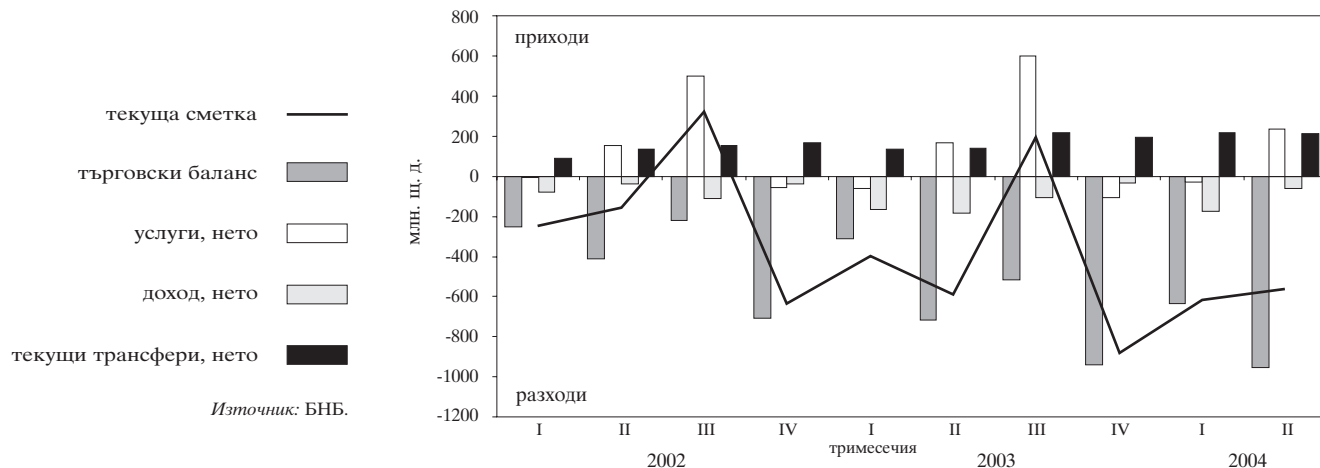 текуща сметка
търговски баланс
услуги, нето
доход, нето
текущи трансфери, нето
Източник: БНБ.
млн. щ. д.
800
600
400
200
0
-200
-400
-600
-800
-1000
-1200
приходи
разходи
I II III IV I II III IV I II
тримесечия
2002 2003 2004